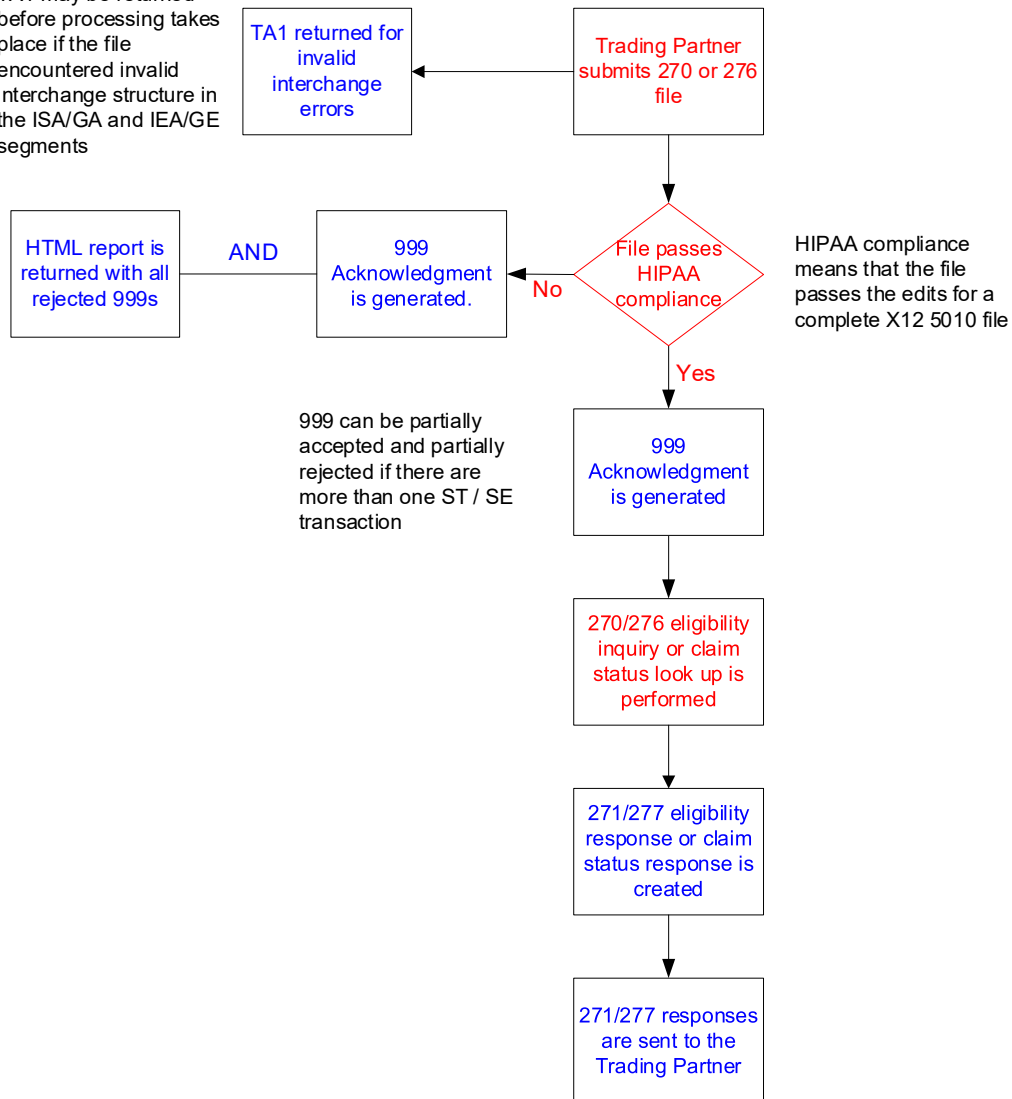 may be returned
before processing takes
place if the file
encountered invalid
interchange structure in
the ISA/GA and IEA/GE
segments
TA1 returned for
invalid
interchange
errors
Trading Partner
submits 270 or 276
file
HTML report is
returned with all
rejected 999s
AND
999
Acknowledgment
is generated.
No
File passes
HIPAA
compliance
HIPAA compliance
means that the file
passes the edits for a
complete X12 5010 file
Yes
999 can be partially
accepted and partially
rejected if there are
more than one ST / SE
transaction
999
Acknowledgment
is generated
270/276 eligibility
inquiry or claim
status look up is
performed
271/277 eligibility
response or claim
status response is
created
271/277 responses
are sent to the
Trading Partner